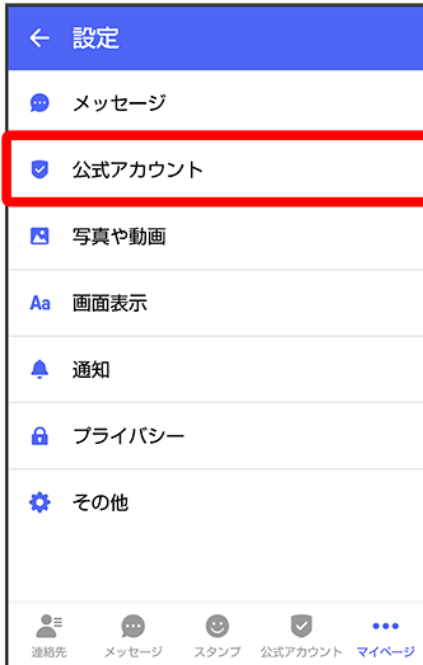 設定
メッセージ
公式アカウント
写真や動画
Aa 画面表示
通知
プライバシー
その他
連絡先 メッセージ スタンプ 公式アカウント マイページ